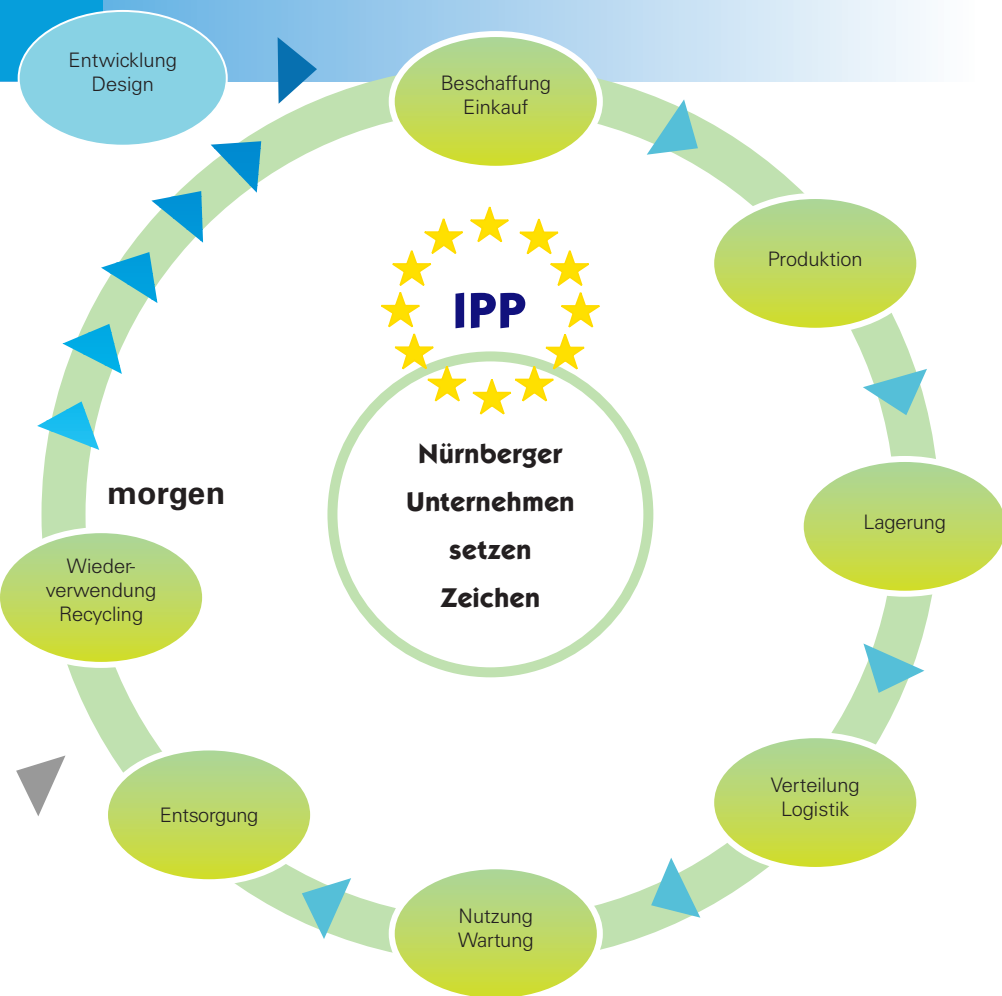 Entwicklung
Design
Beschaffung
Einkauf
Produktion
Lagerung
Verteilung
Logistik
Nutzung
Wartung
Entsorgung
Wieder-
verwendung
Recycling
morgen
IPP
Nürnberger
Unternehmen
setzen
Zeichen